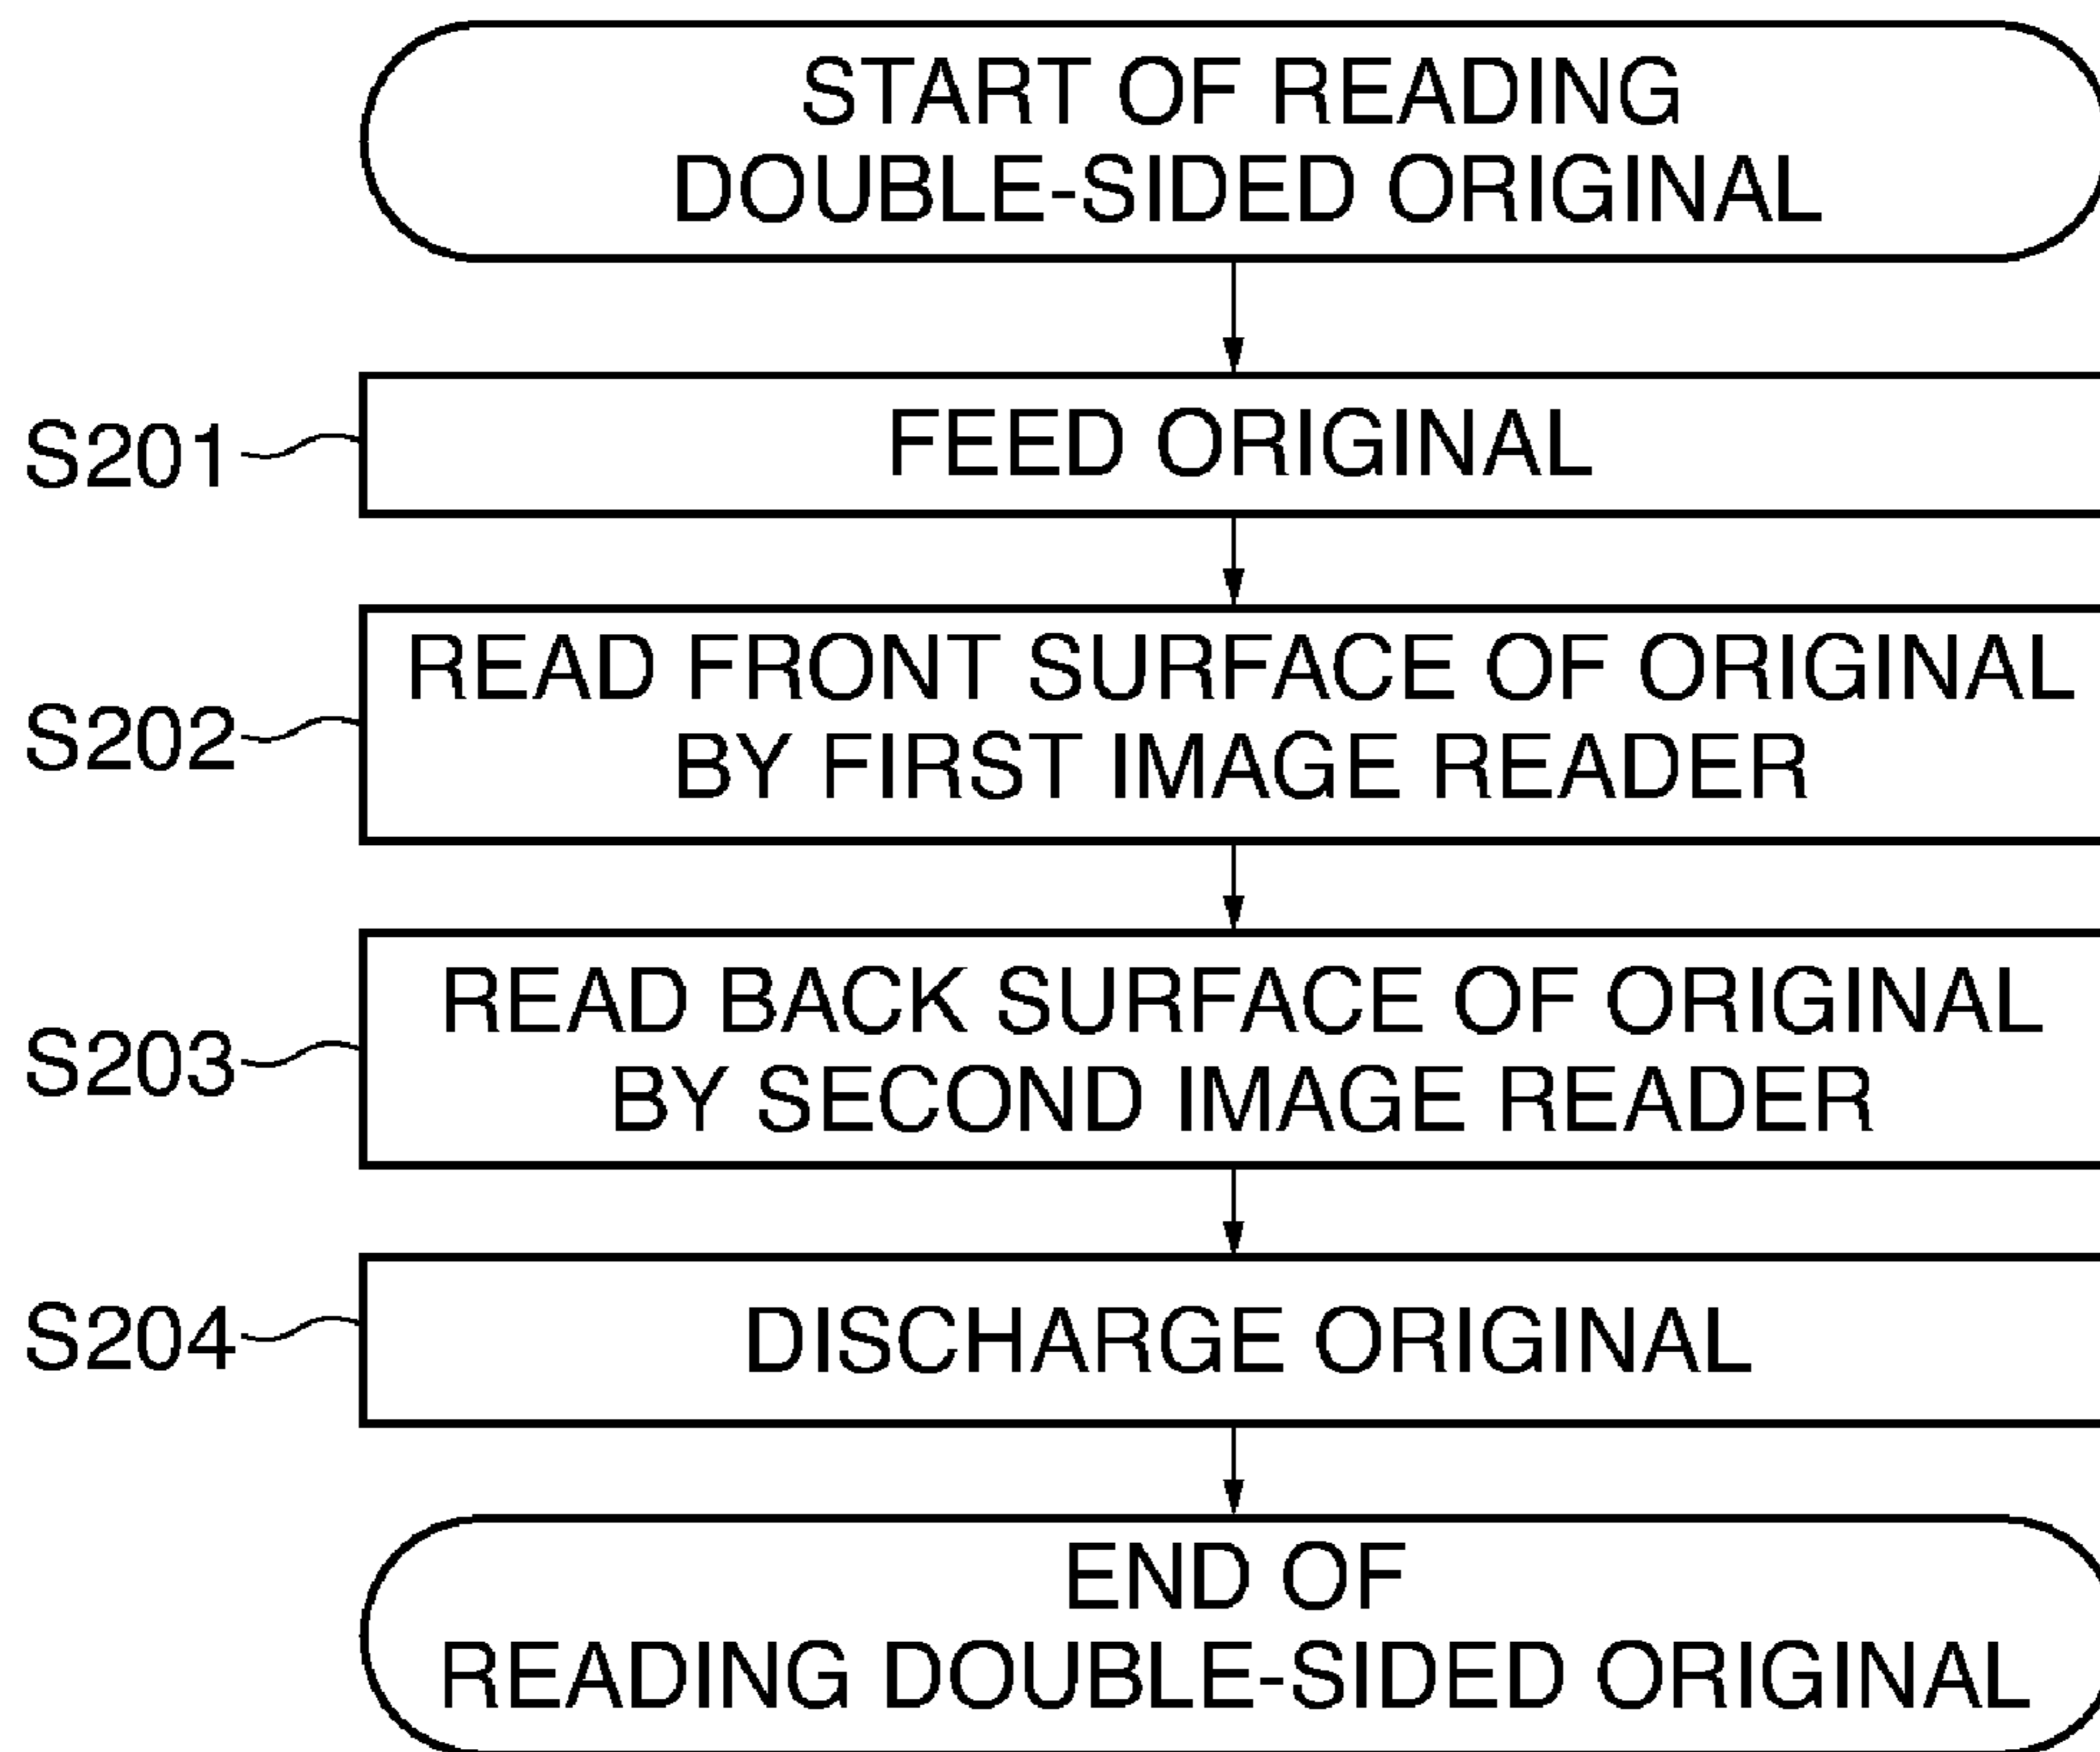 START OF READING
DOUBLE-SIDED ORIGINAL
S201
FEED ORIGINAL
S202
READ FRONT SURFACE OF ORIGINAL
BY FIRST IMAGE READER
S203
READ BACK SURFACE OF ORIGINAL
BY SECOND IMAGE READER
S204
DISCHARGE ORIGINAL
END OF
READING DOUBLE-SIDED ORIGINAL